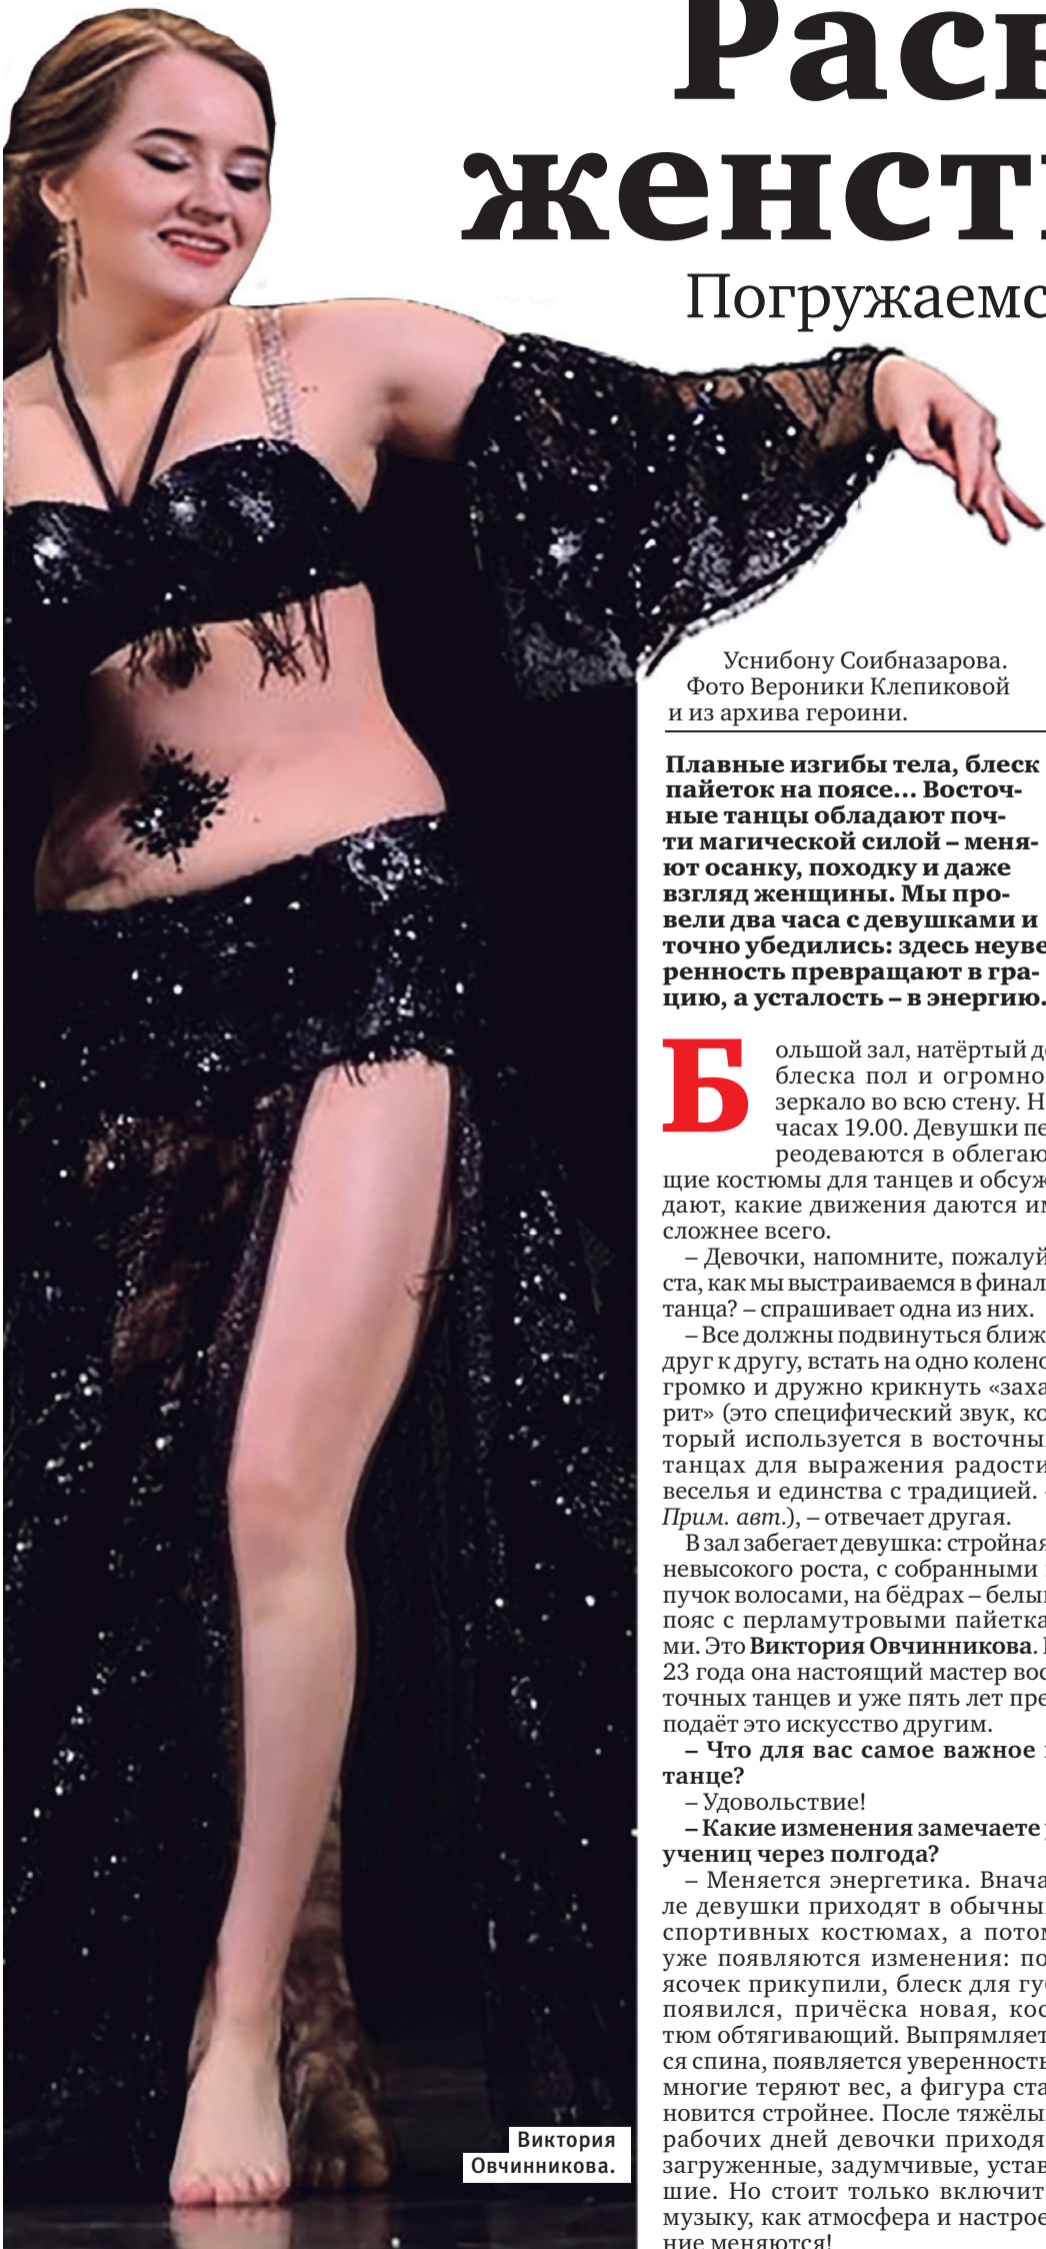 Раск
женст
Погружаемс
Уснибону Соибназарова.
Фото Вероники Клепиковой
и из архива героини.
Плавные изгибы тела, блеск
пайеток на поясе... Восточ-
ные танцы обладают поч-
ти магической силой – меня-
ют осанку, походку и даже
взгляд женщины. Мы про-
вели два часа с девушками и
точно убедились: здесь неуве
ренность превращают в гра-
цию, а усталость – в энергию.
Большой зал, натёртый до
блеска пол и огромно
зеркало во всю стену. Н
часах 19.00. Девушки пе
реодеваются в облегаю
щие костюмы для танцев и обсуж
дают, какие движения даются им
сложнее всего.
– Девочки, напомните, пожалуй
ста, как мы выстраиваемся в финал
танца? – спрашивает одна из них.
– Все должны подвинуться ближ
друг к другу, встать на одно колено
громко и дружно крикнуть «заха
рит» (это специфический звук, ко
торый используется в восточны
танцах для выражения радости
веселья и единства с традицией.
Прим. авт.), – отвечает другая.
В зал забегает девушка: стройная
невысокого роста, с собранными
пучок волосами, на бёдрах – белы
пояс с перламутровыми пайетка
ми. Это Виктория Овчинникова.
23 года она настоящий мастер вос
точных танцев и уже пять лет пре
подаёт это искусство другим.
– Что для вас самое важное
танце?
– Удовольствие!
– Какие изменения замечаете
учениц через полгода?
– Меняется энергетика. Внача
ле девушки приходят в обычны
спортивных костюмах, а потом
уже появляются изменения: по
ясочек прикупили, блеск для губ
появился, причёска новая, кос
тюм обтягивающий. Выпрямляет
ся спина, появляется уверенность
многие теряют вес, а фигура ста
новится стройнее. После тяжёлы
рабочих дней девочки приходя
загруженные, задумчивые, устав
шие. Но стоит только включит
музыку, как атмосфера и настрое
ние меняются!
Виктория
Овчинникова.